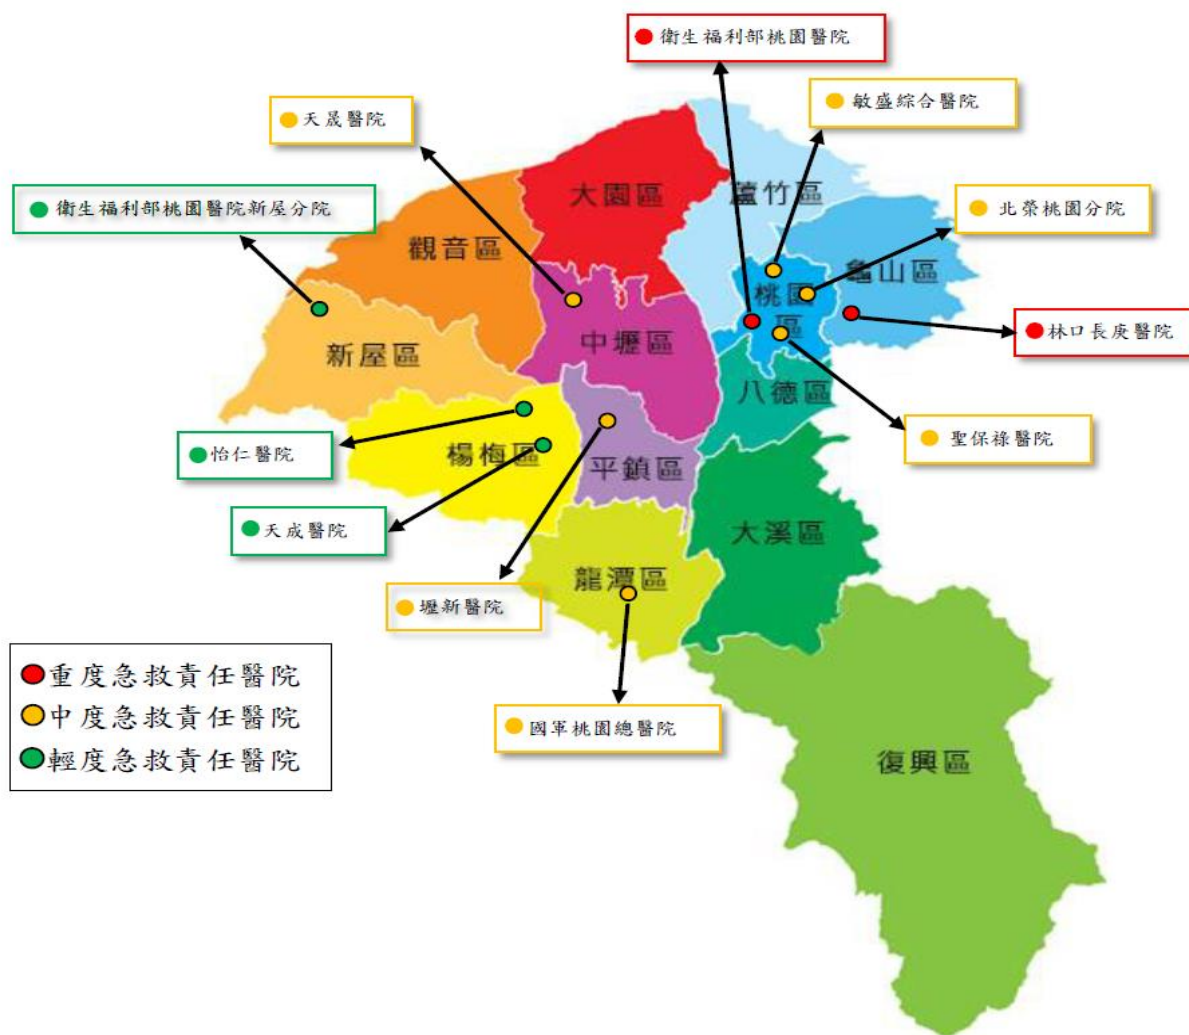 衛生福利部桃園醫院
敏盛綜合醫院
天晟醫院
衛生福利部桃園醫院新屋分院
北榮桃園分院
大園區
蘆竹區
觀音區
龜山區
桃園
區
林口長庚醫院
中壢區
新屋區
八德區
聖保祿醫院
怡仁醫院
楊梅區
平鎮區
天成醫院
大溪區
龍潭區
壢新醫院
重度急救責任醫院
中度急救責任醫院
輕度急救責任醫院
國軍桃園總醫院
復興區